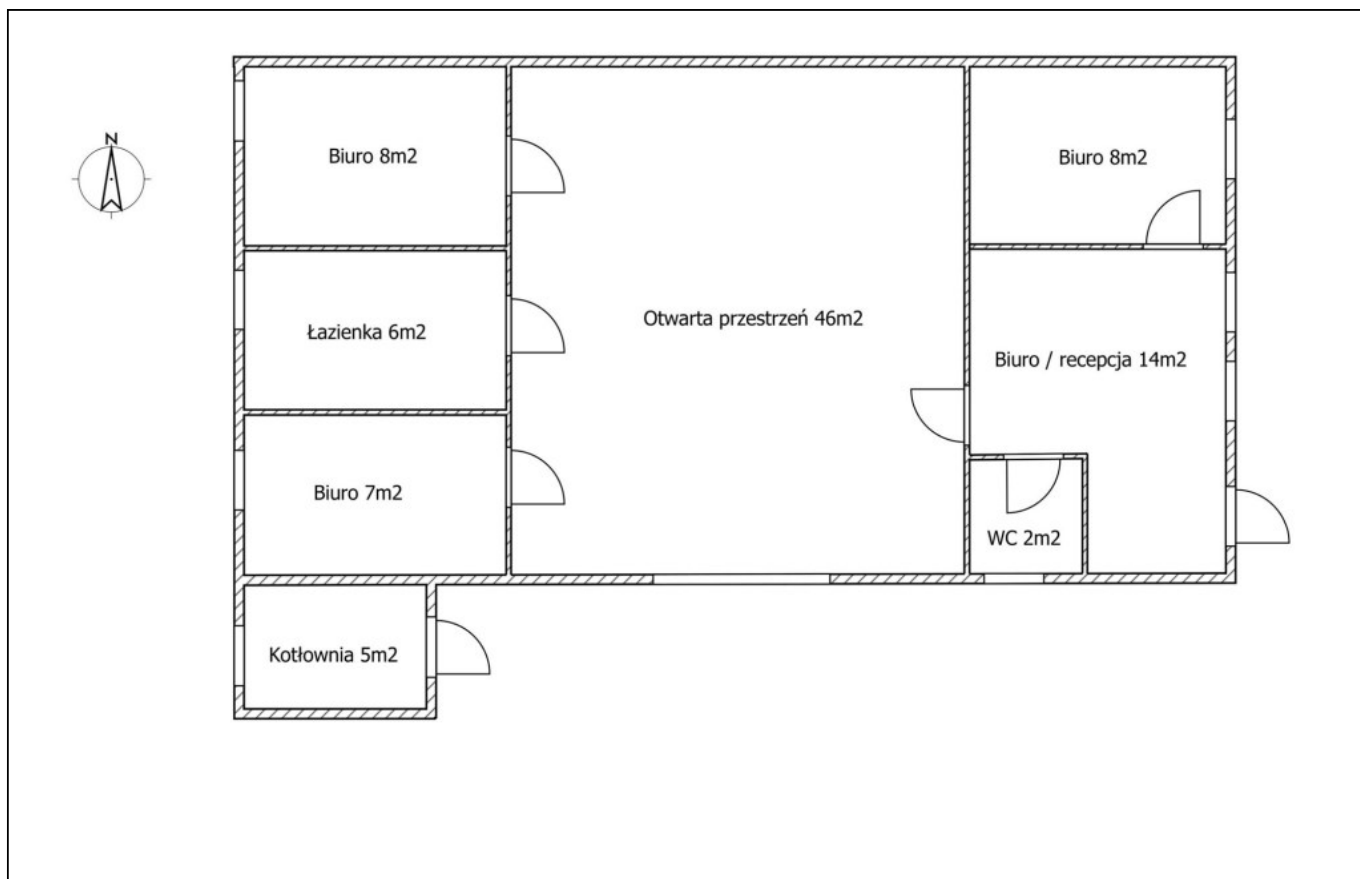 N
Biuro 8m2
Biuro 8m2
Otwarta przestrzeń 46m2
Łazienka 6m2
Biuro / recepcja 14m2
Biuro 7m2
WC 2m2
Kotłownia 5m2